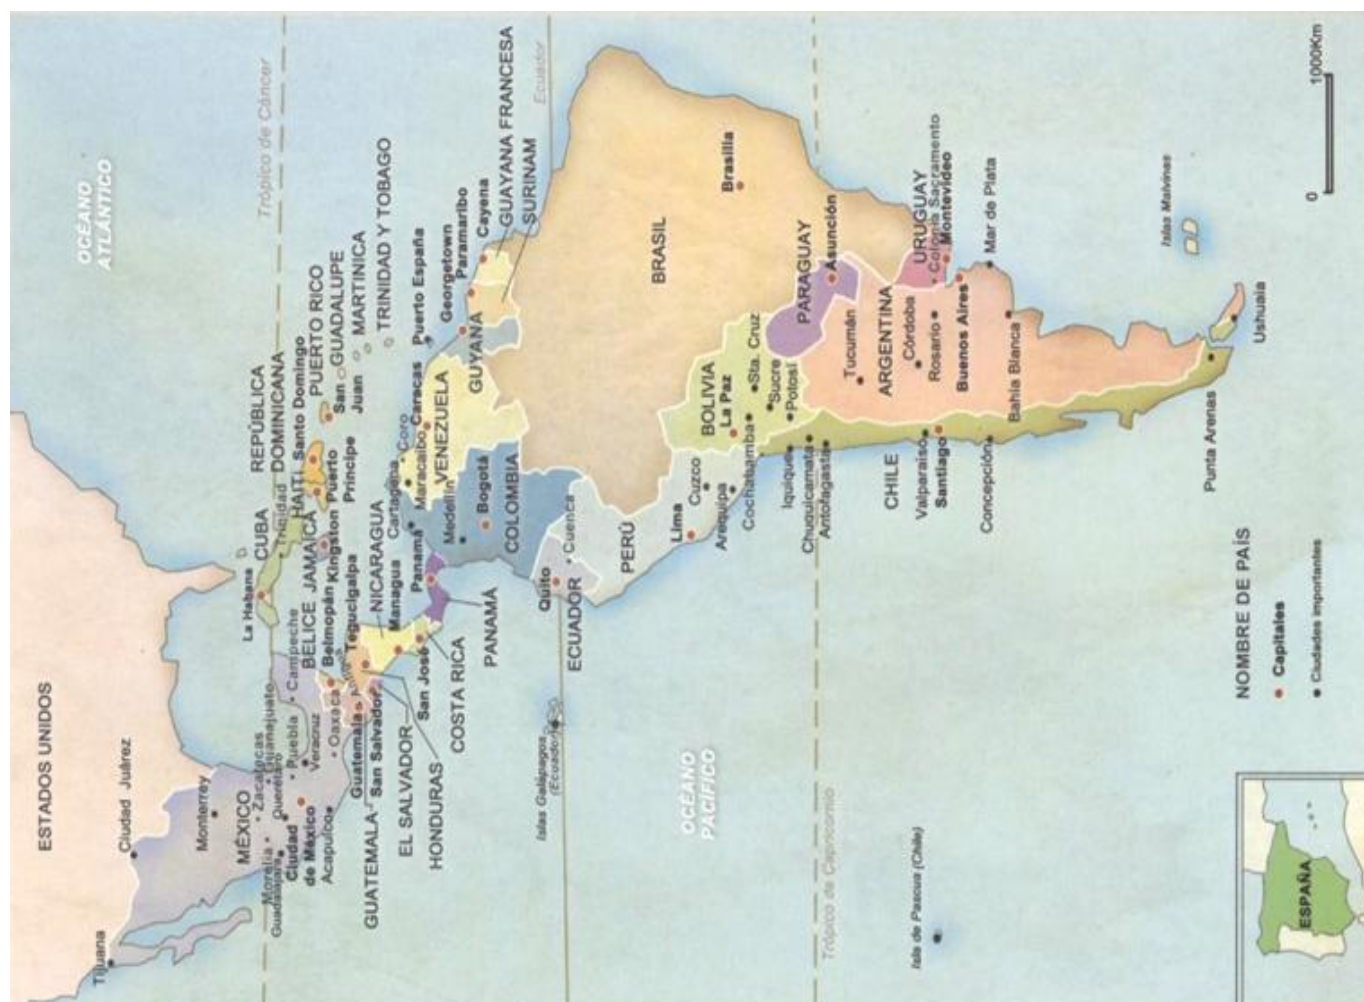 ESTADOS UNIDOS
Tijuana
Ciudad Juárez
Monterrey
MÉXICO
Zacatecas
Guanajuato
Querétaro
Morelia
Guadalajara
Ciudad
de México
Acapulco
Puebla
Veracruz
Oaxaca
Campeche
OCÉANO
ATLÁNTICO
Trópico de Cáncer
La Habana
CUBA
Trinidad
REPÚBLICA
DOMINICANA
HAITÍ
Santo Domingo
Puerto
Príncipe
PUERTO RICO
San
Juan
GUADALUPE
MARTINICA
TRINIDAD Y TOBAGO
JAMAICA
Kingston
BELICE
Belmopán
Guatemala
GUATEMALA
San Salvador
EL SALVADOR
HONDURAS
Tegucigalpa
NICARAGUA
Managua
San José
COSTA RICA
Panamá
PANAMÁ
Cartagena
Coro
Maracaibo
Caracas
VENEZUELA
Puerto España
Georgetown
GUYANA
Paramaribo
Cayena
GUAYANA FRANCESA
SURINAM
Medellín
Bogotá
COLOMBIA
Ecuador
Islas Galápagos
(Ecuador)
Quito
ECUADOR
Cuenca
PERÚ
Lima
Cuzco
Arequipa
BRASIL
Brasilia
BOLIVIA
La Paz
Cochabamba
Sta. Cruz
Sucre
Potosí
PARAGUAY
Asunción
Iquique
Chuquicamata
Antofagasta
OCÉANO
PACÍFICO
Trópico de Capricornio
CHILE
Valparaíso
Santiago
Concepción
Isla de Pascua (Chile)
ARGENTINA
Tucumán
Córdoba
Rosario
Buenos Aires
Bahía Blanca
URUGUAY
Colonia Sacramento
Montevideo
Mar de Plata
Islas Malvinas
Punta Arenas
Ushuaia
NOMBRE DE PAÍS
Capitales
Ciudades importantes
0 1000Km
ESPAÑA